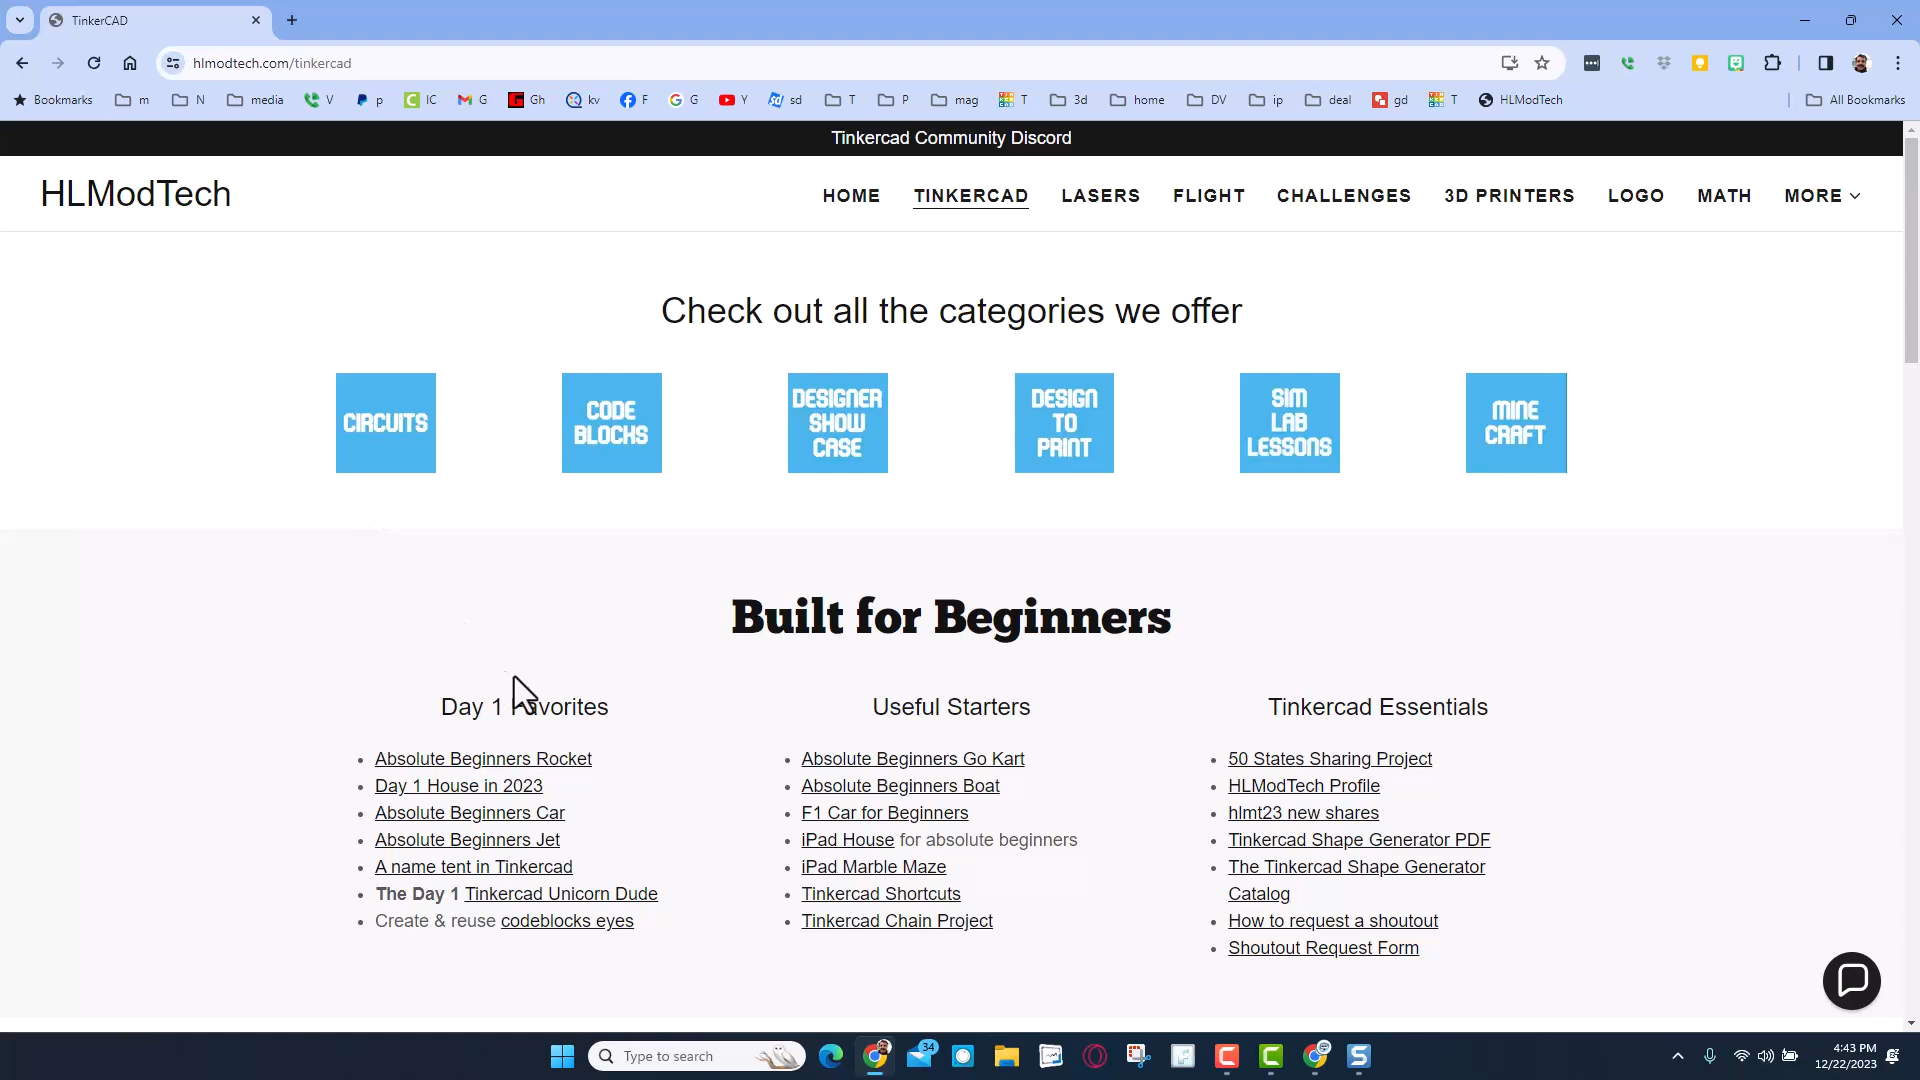 TinkerCAD
hlmodtech.com/tinkercad
Bookmarks m N media V p IC G Gh kv F G Y sd T P mag T 3d home DV ip deal gd T HLModTech All Bookmarks
Tinkercad Community Discord
HLModTech
HOME TINKERCAD LASERS FLIGHT CHALLENGES 3D PRINTERS LOGO MATH MORE
Check out all the categories we offer
CIRCUITS
CODE
BLOCKS
DESIGNER
SHOW
CASE
DESIGN
TO
PRINT
SIM
LAB
LESSONS
MINE
CRAFT
Built for Beginners
Day 1 Favorites
Absolute Beginners Rocket
Day 1 House in 2023
Absolute Beginners Car
Absolute Beginners Jet
A name tent in Tinkercad
The Day 1 Tinkercad Unicorn Dude
Create & reuse codeblocks eyes
Useful Starters
Absolute Beginners Go Kart
Absolute Beginners Boat
F1 Car for Beginners
iPad House for absolute beginners
iPad Marble Maze
Tinkercad Shortcuts
Tinkercad Chain Project
Tinkercad Essentials
50 States Sharing Project
HLModTech Profile
hlmt23 new shares
Tinkercad Shape Generator PDF
The Tinkercad Shape Generator
Catalog
How to request a shoutout
Shoutout Request Form
Type to search
34
4:43 PM
12/22/2023